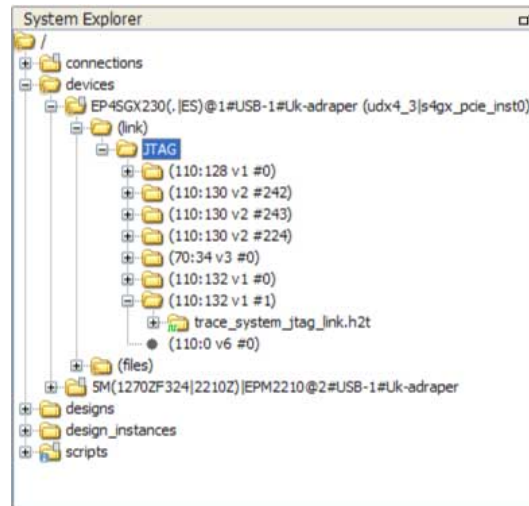 System Explorer
/
connections
devices
EP4SGX230(.|ES)@1#USB-1#Uk-adraper (udx4_3|s4gx_pcie_inst0)
(link)
JTAG
(110:128 v1 #0)
(110:130 v2 #242)
(110:130 v2 #243)
(110:130 v2 #224)
(70:34 v3 #0)
(110:132 v1 #0)
(110:132 v1 #1)
trace_system_jtag_link.h2t
(110:0 v6 #0)
(files)
5M(1270ZF324|2210Z)|EPM2210@2#USB-1#Uk-adraper
designs
design_instances
scripts